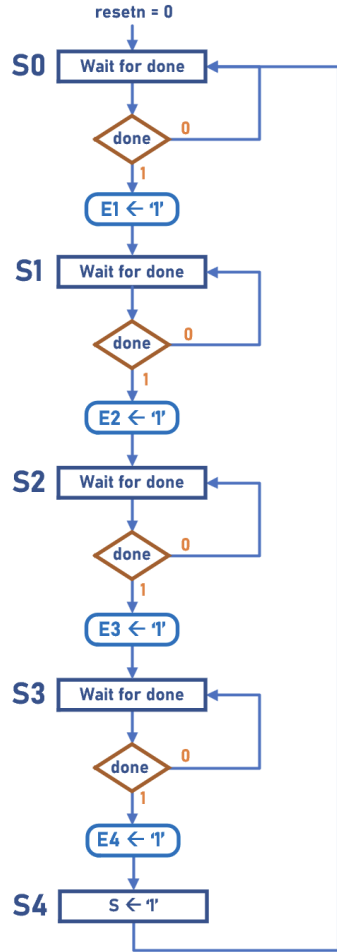 resetn = 0
S0
Wait for done
done
0
1
E1 ← '1'
S1
Wait for done
done
0
1
E2 ← '1'
S2
Wait for done
done
0
1
E3 ← '1'
S3
Wait for done
done
0
1
E4 ← '1'
S4
S ← '1'